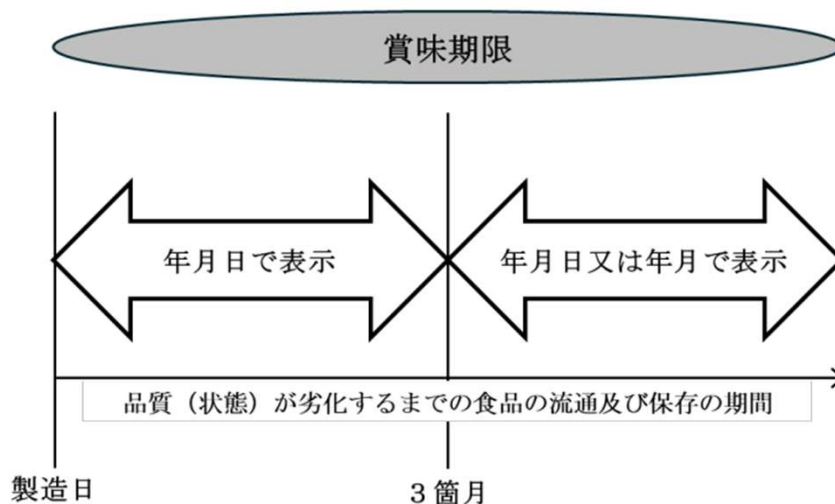 賞味期限
年月日で表示
年月日又は年月で表示
品質（状態）が劣化するまでの食品の流通及び保存の期間
製造日
３箇月